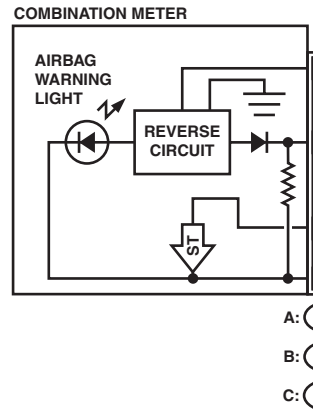 COMBINATION METER
AIRBAG
WARNING
LIGHT
REVERSE
CIRCUIT
ST
A:
B:
C: